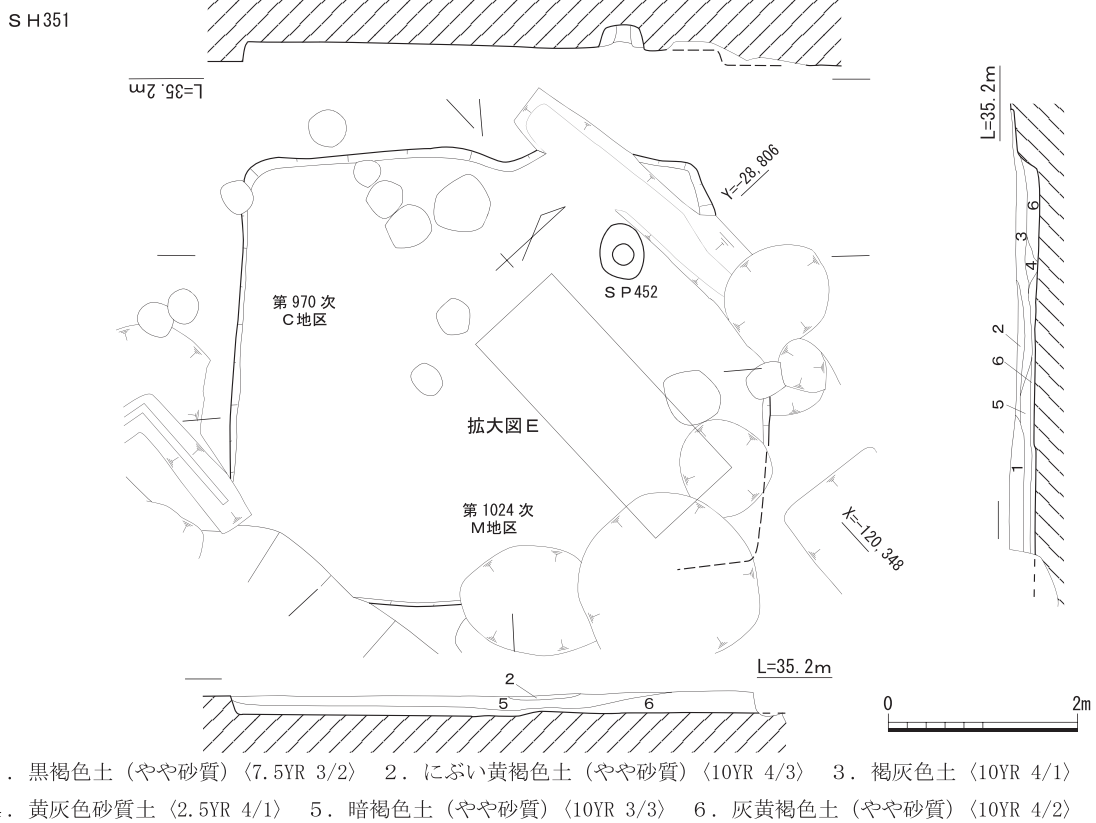 ＳＨ351
L=35.2m
L=35.2m
Y=-28,806
第 970 次
Ｃ地区
ＳＰ452
拡大図Ｅ
第 1024 次
Ｍ地区
X=-120,348
6
3
4
2
6
5
1
L=35.2m
2
5
6
0 2m
．黒褐色土（やや砂質）〈7.5YR 3/2〉 ２．にぶい黄褐色土（やや砂質）〈10YR 4/3〉 ３．褐灰色土〈10YR 4/1〉
．黄灰色砂質土〈2.5YR 4/1〉 ５．暗褐色土（やや砂質）〈10YR 3/3〉 ６．灰黄褐色土（やや砂質）〈10YR 4/2〉